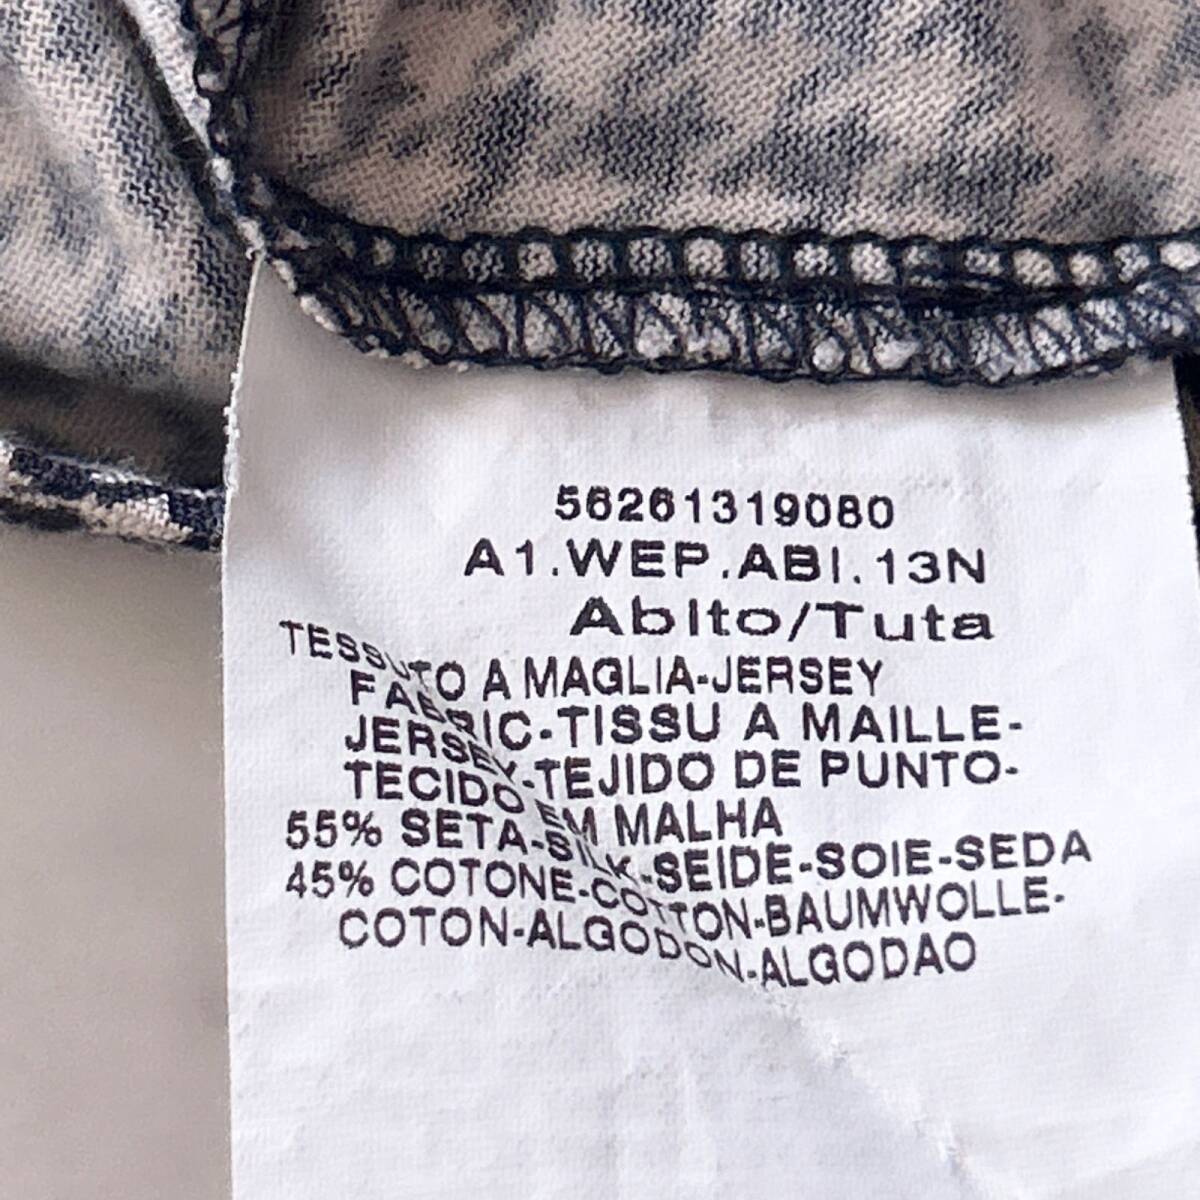 56261319080
A1.WEP.ABI.13N
Abito/Tuta
TESSUTO A MAGLIA-JERSEY
FABRIC-TISSU A MAILLE-
JERSEY-TEJIDO DE PUNTO-
TECIDO EM MALHA
55% SETA-SILK-SEIDE-SOIE-SEDA
45% COTONE-COTTON-BAUMWOLLE-
COTON-ALGODON-ALGODAO